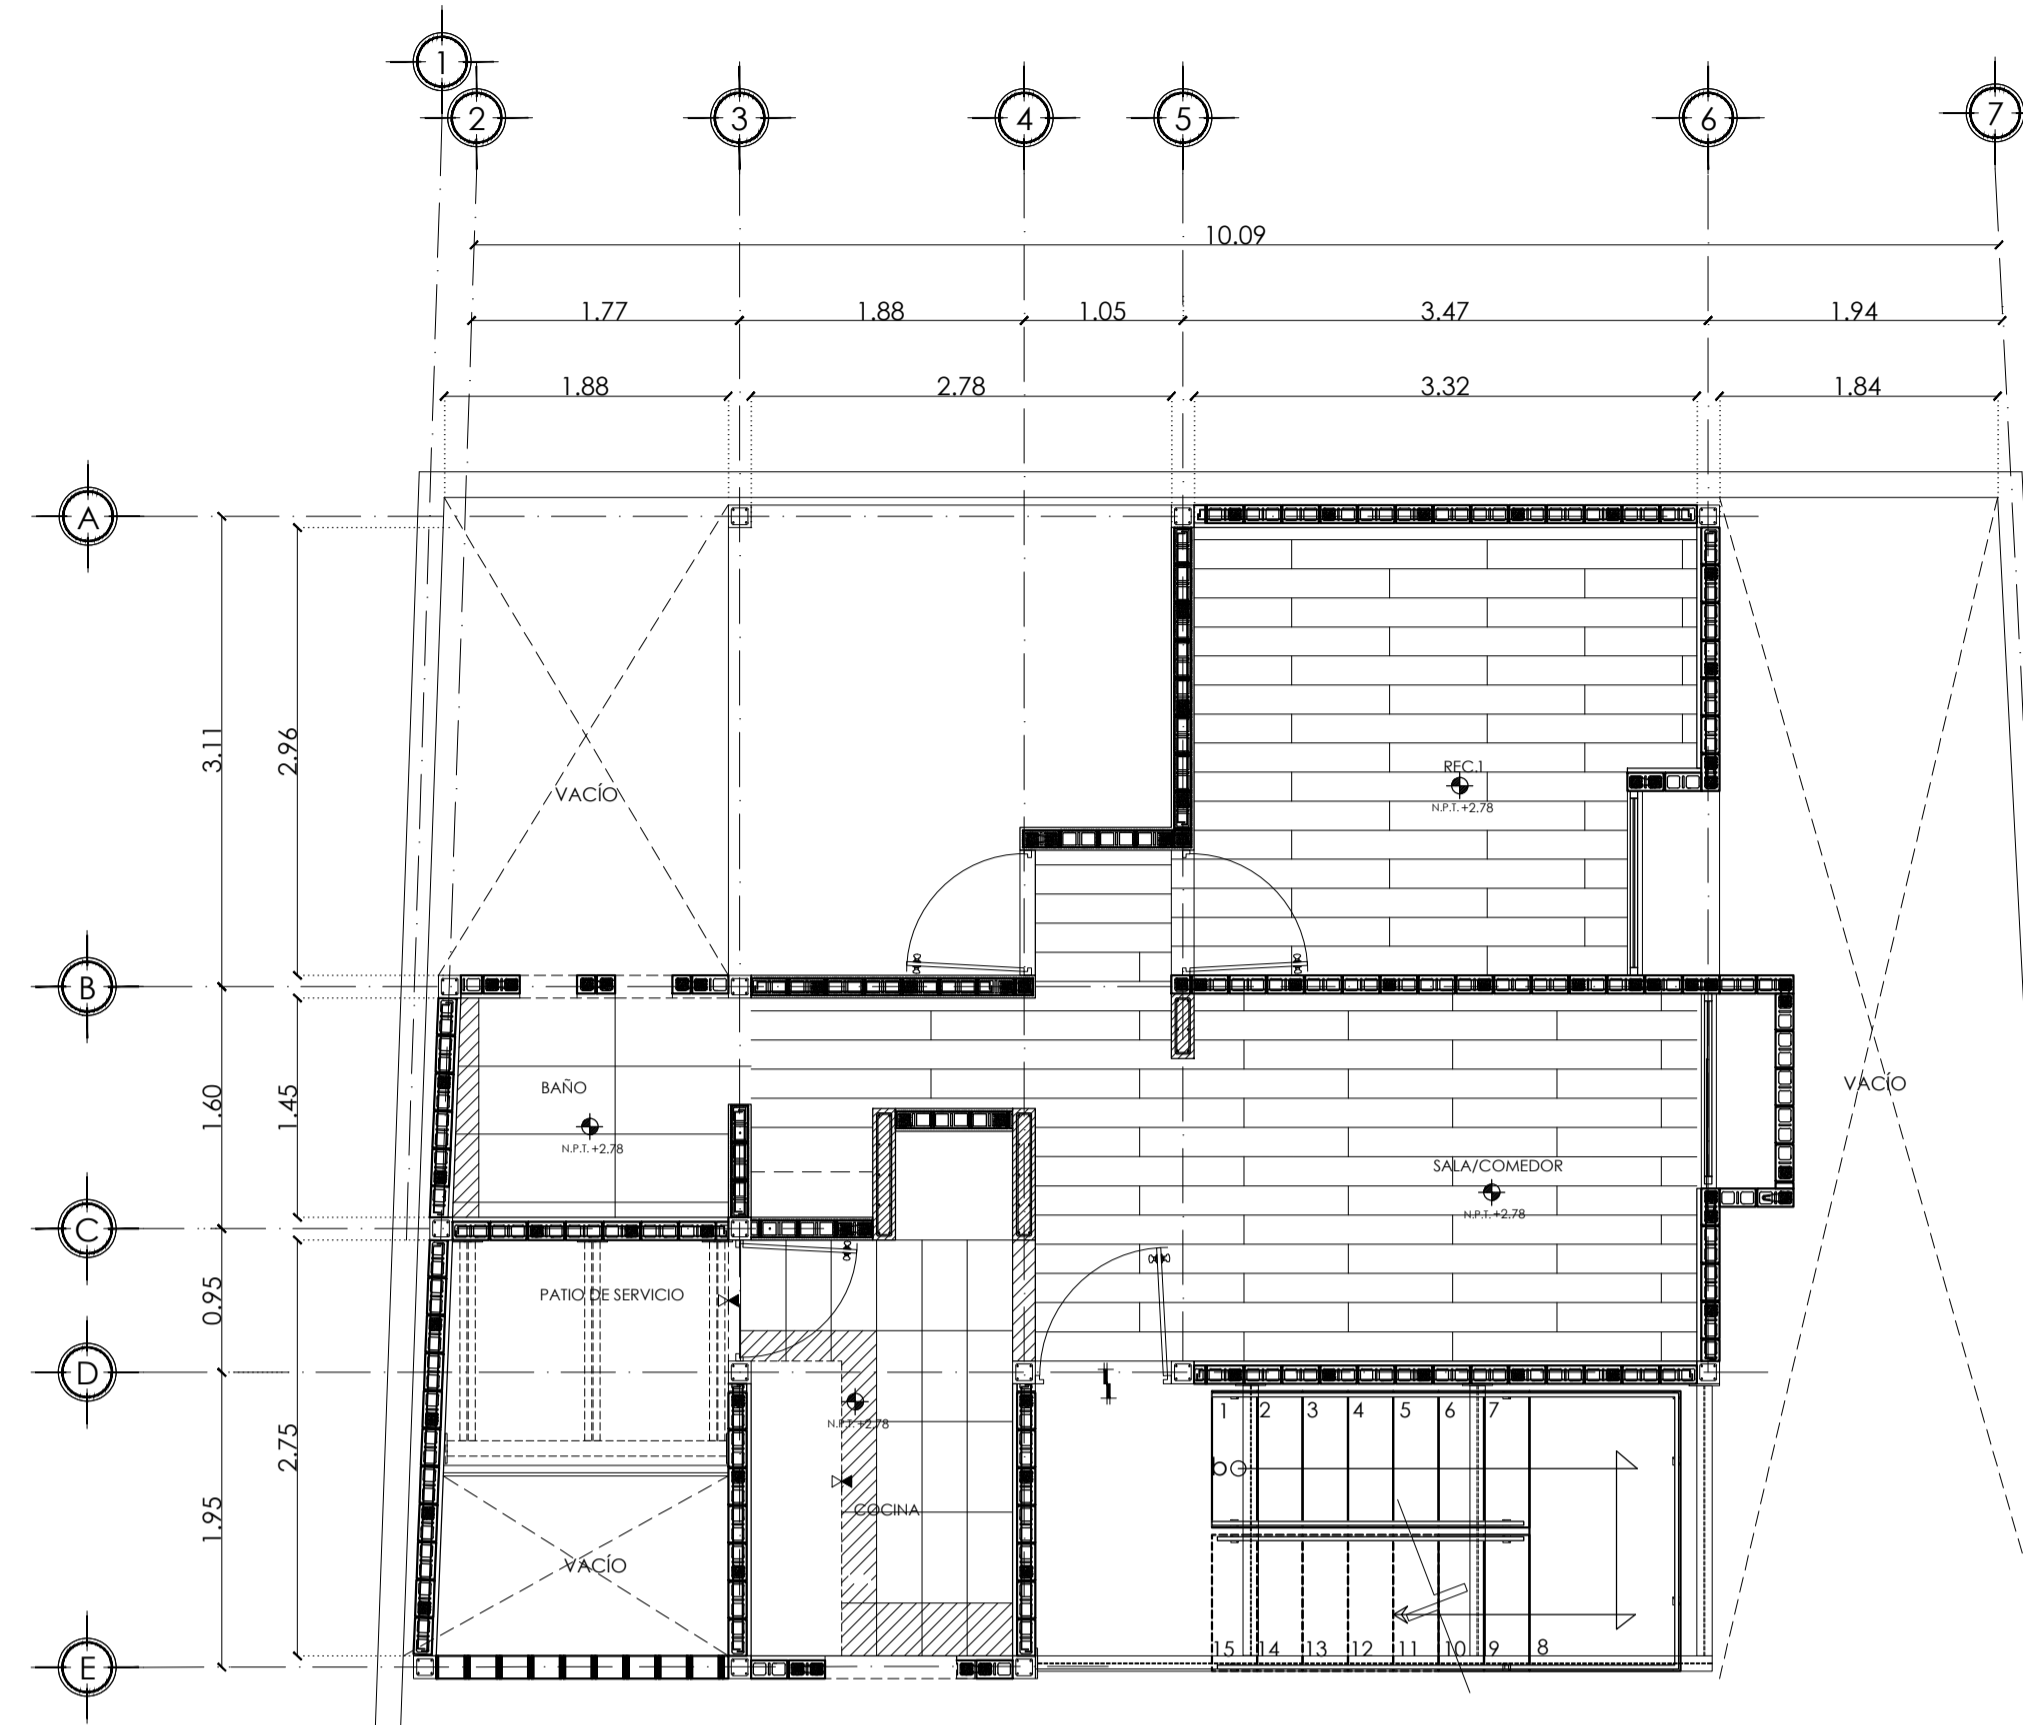 1
2
3
4
5
6
7
10.09
1.77
1.88
1.05
3.47
1.94
1.88
2.78
3.32
1.84
A
3.11
2.96
VACÍO
REC.1
N.P.T. +2.78
B
1.60
1.45
BAÑO
N.P.T. +2.78
VACÍO
SALA/COMEDOR
N.P.T. +2.78
C
0.95
PATIO DE SERVICIO
D
2.75
1.95
N.P.T. +2.78
COCINA
VACÍO
1 2 3 4 5 6 7
b
15 14 13 12 11 10 9 8
E